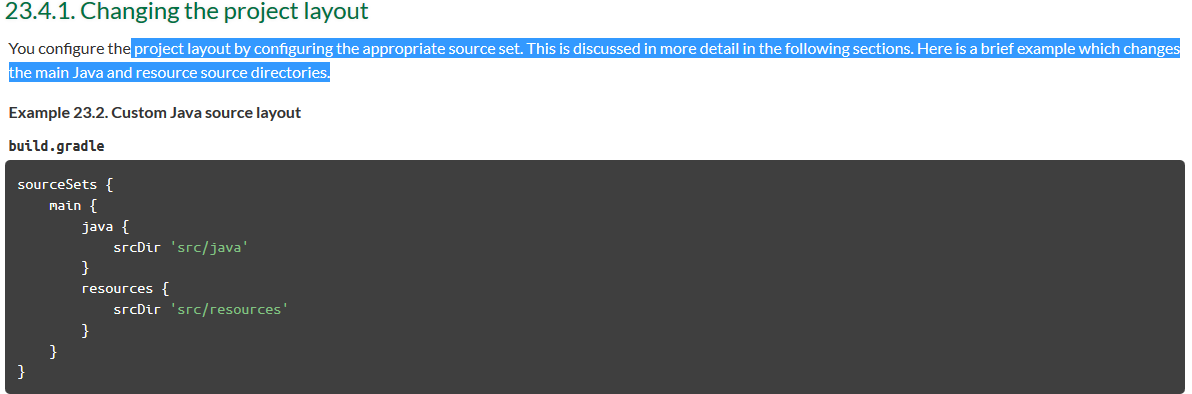 23.4.1. Changing the project layout
You configure the project layout by configuring the appropriate source set. This is discussed in more detail in the following sections. Here is a brief example which changes
the main Java and resource source directories.
Example 23.2. Custom Java source layout
build.gradle
sourceSets {
    main {
        java {
            srcDir 'src/java'
        }
        resources {
            srcDir 'src/resources'
        }
    }
}